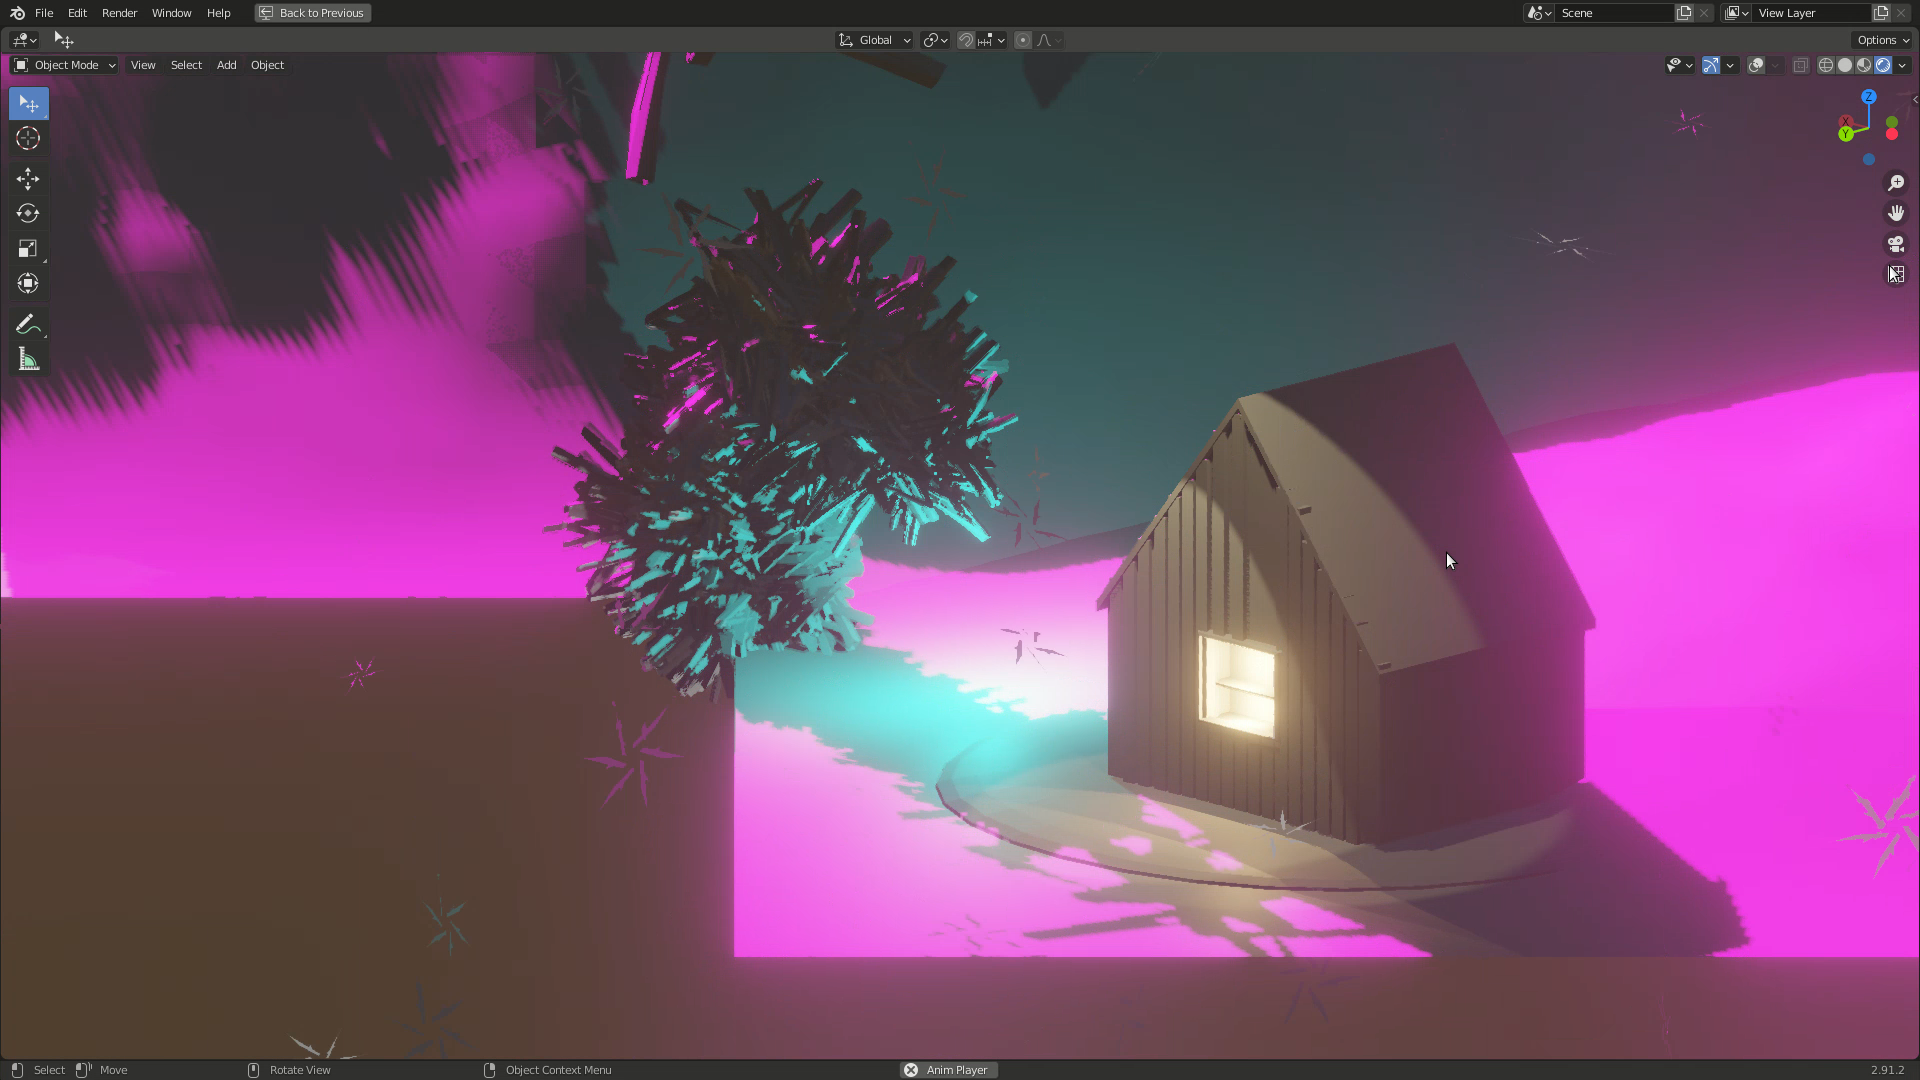 File Edit Render Window Help Back to Previous Scene View Layer
Global Options
Object Mode View Select Add Object
Z
X
Y
Select Move Rotate View Object Context Menu Anim Player 2.91.2